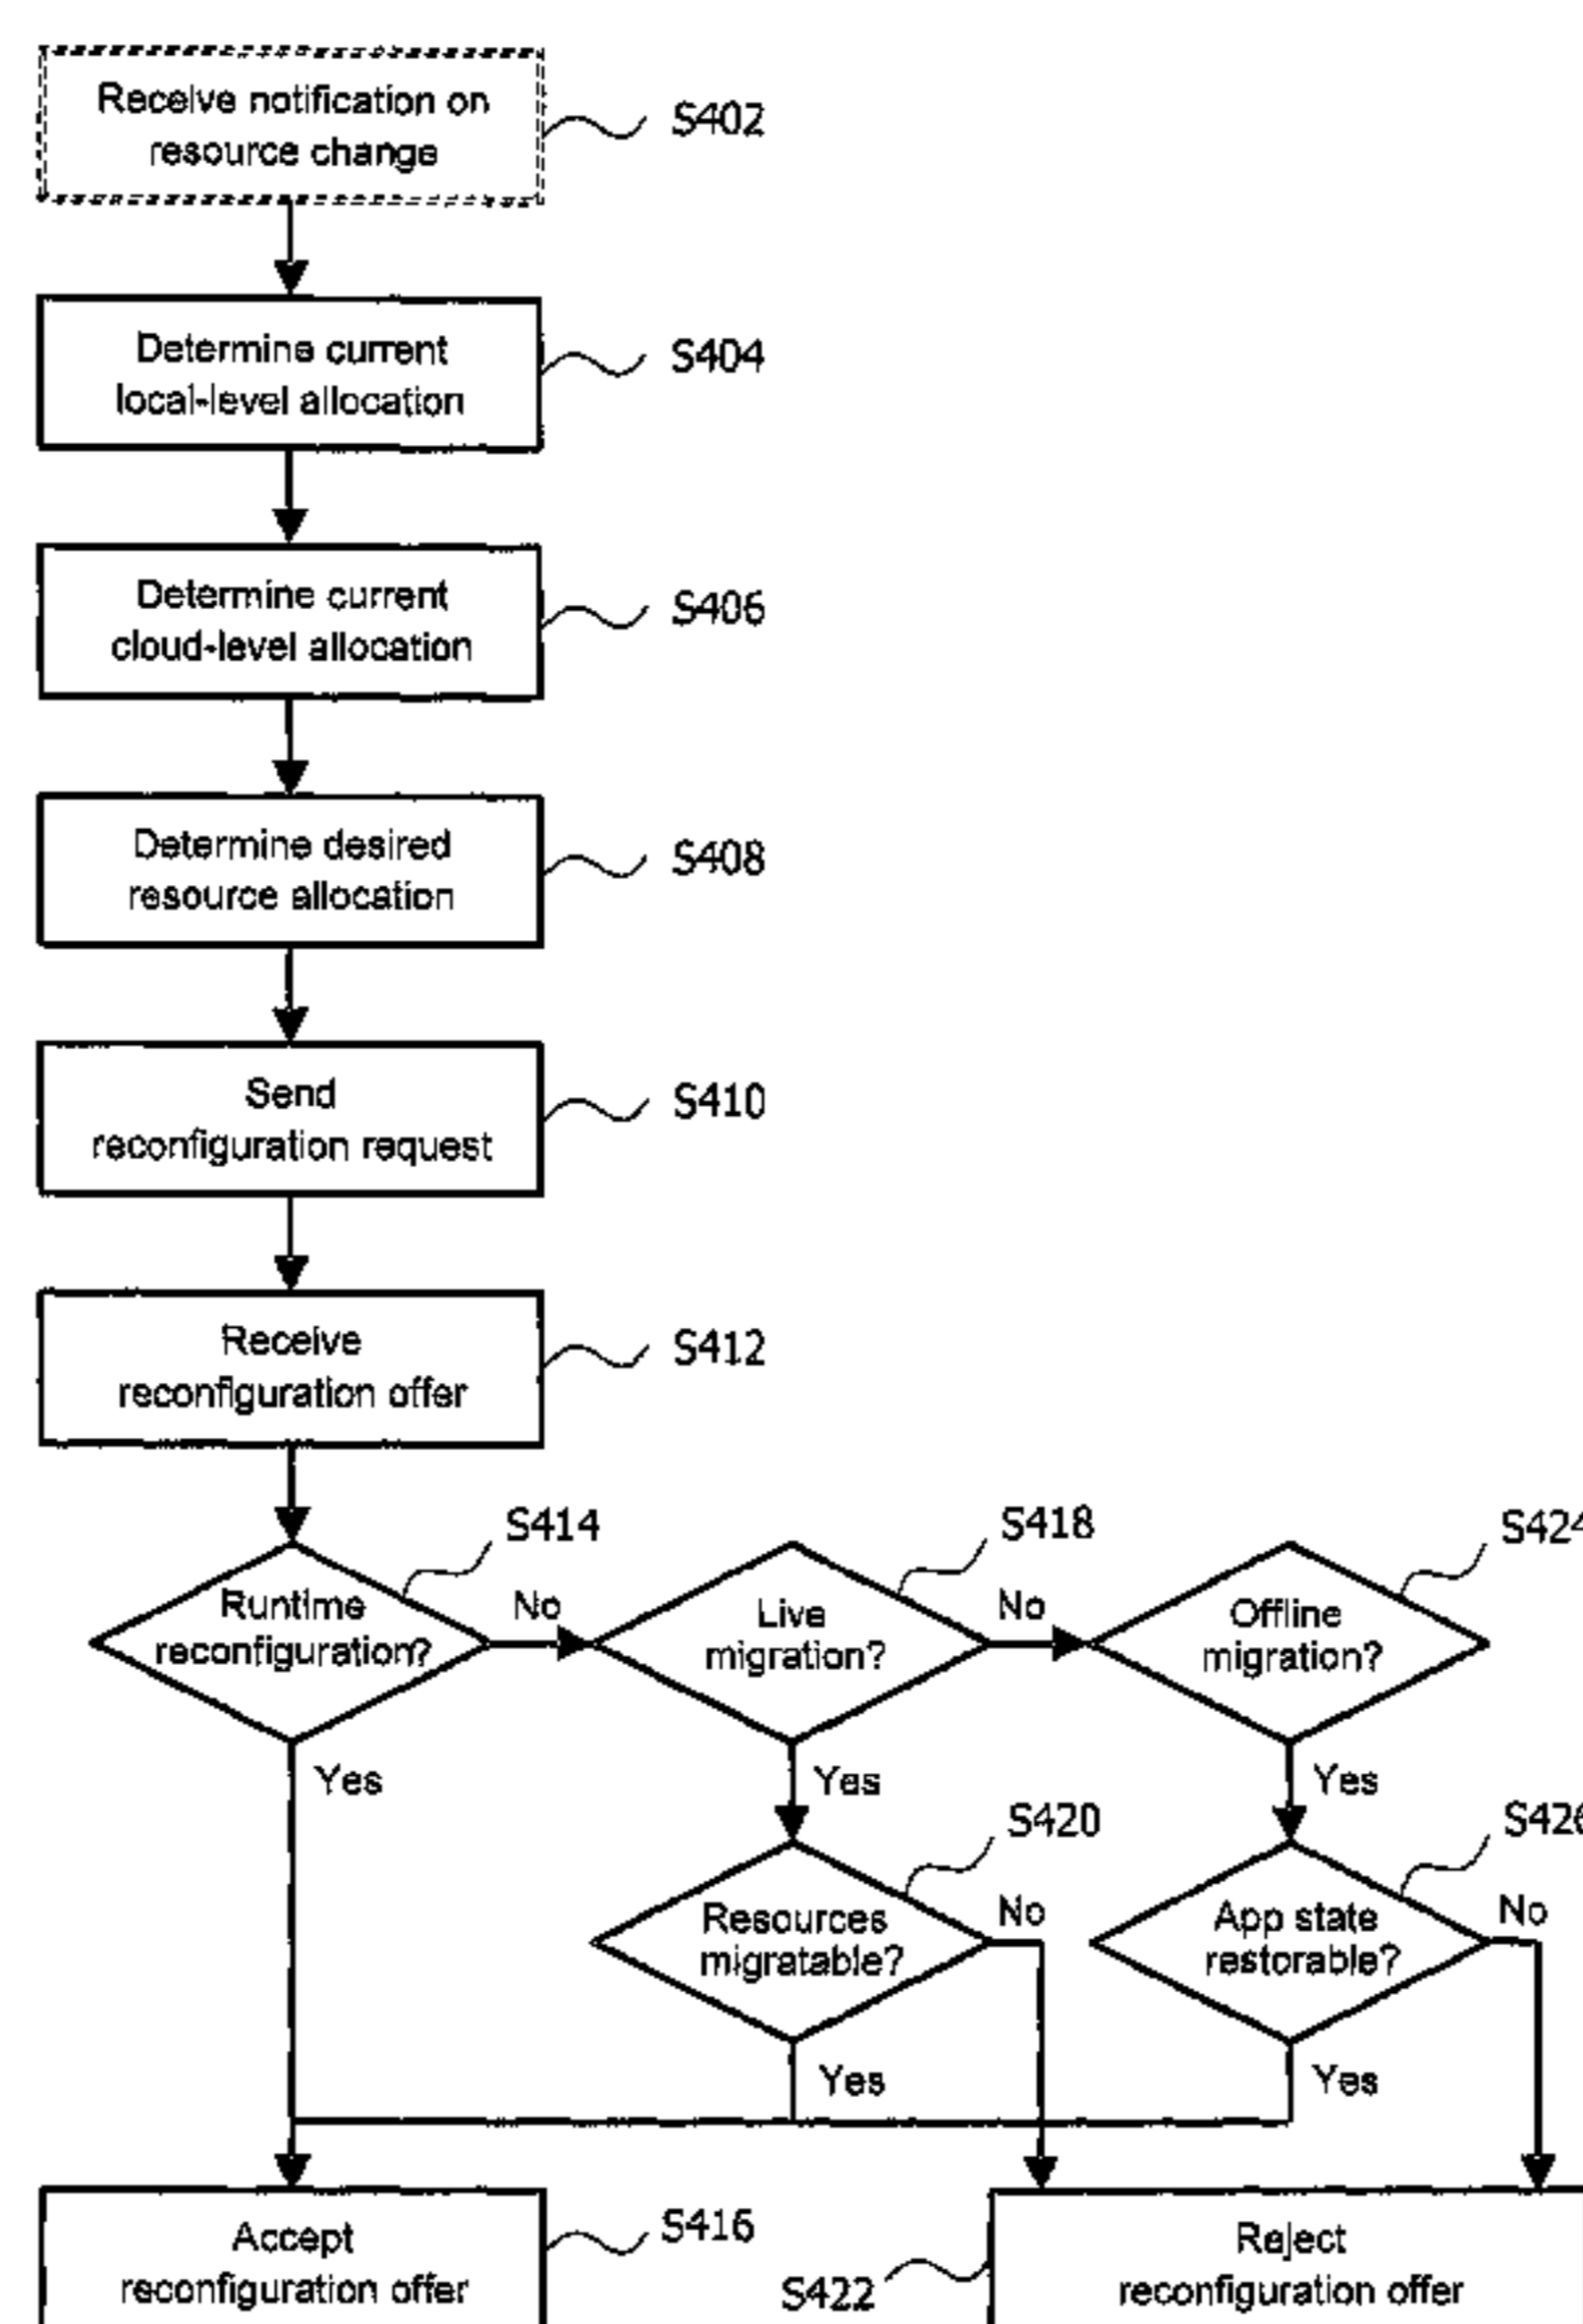 Receive notification on
resource change
S402
Determine current
local-level allocation
S404
Determine current
cloud-level allocation
S406
Determine desired
resource allocation
S408
Send
reconfiguration request
S410
Receive
reconfiguration offer
S412
S414
S418
S424
Runtime
reconfiguration?
No
Live
migration?
No
Offline
migration?
Yes
Yes
Yes
S420
S426
Resources
migratable?
No
App state
restorable?
No
Yes
Yes
Accept
reconfiguration offer
S416
S422
Reject
reconfiguration offer